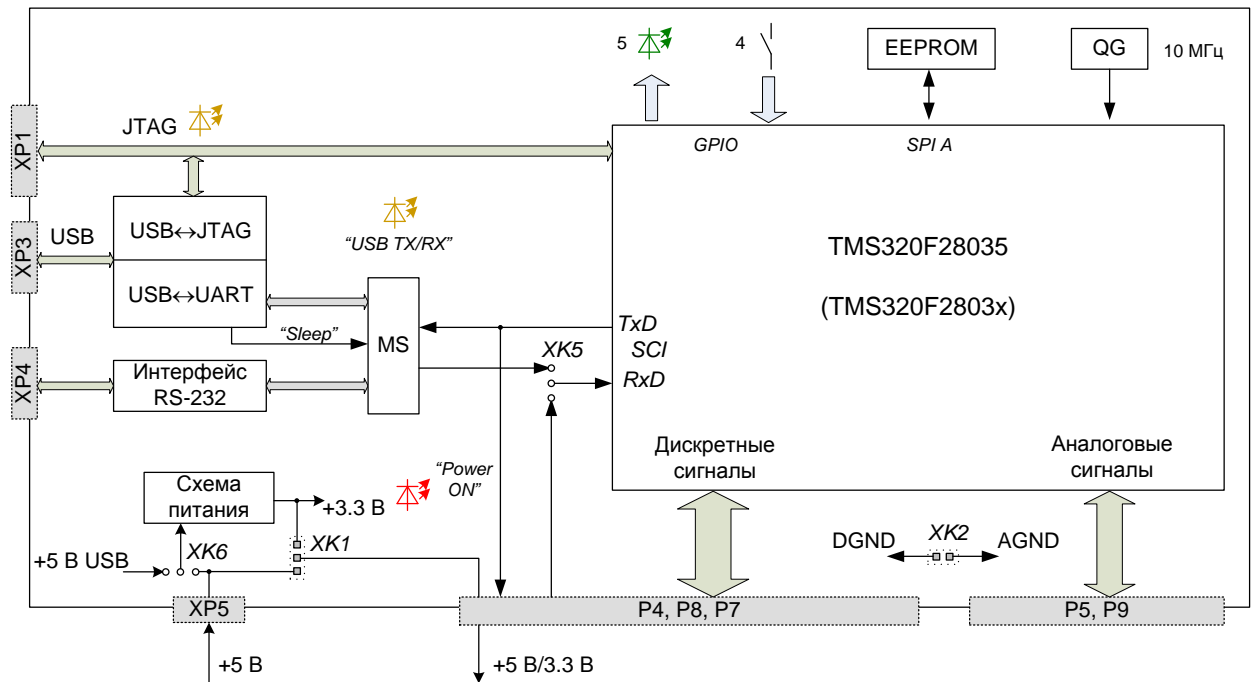 5
4
EEPROM
QG
10 МГц
JTAG
GPIO
SPI A
XP1
USB
USB↔JTAG
“USB TX/RX”
XP3
TMS320F28035
USB↔UART
(TMS320F2803x)
“Sleep”
MS
TxD
SCI
XK5
RxD
XP4
Интерфейс
RS-232
Дискретные
сигналы
Аналоговые
сигналы
“Power
ON”
Схема
питания
+3.3 В
XK1
XK6
+5 В USB
DGND
XK2
AGND
XP5
P4, P8, P7
P5, P9
+5 В
+5 В/3.3 В